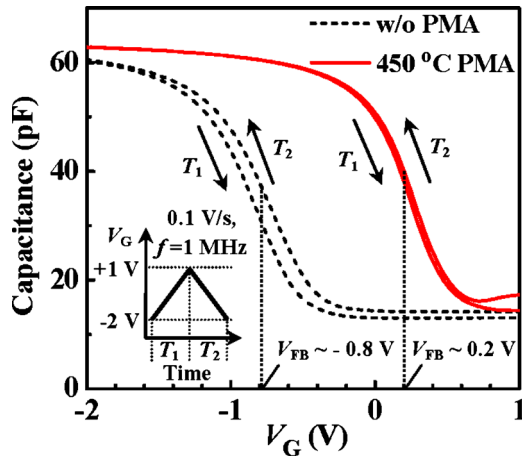 w/o PMA
450 °C PMA
60
40
20
0
Capacitance (pF)
T1
T2
T1
T2
0.1 V/s,
f=1 MHz
VG
+1 V
-2 V
T1
T2
Time
VFB ~ - 0.8 V
VFB ~ 0.2 V
-2
-1
0
1
VG (V)